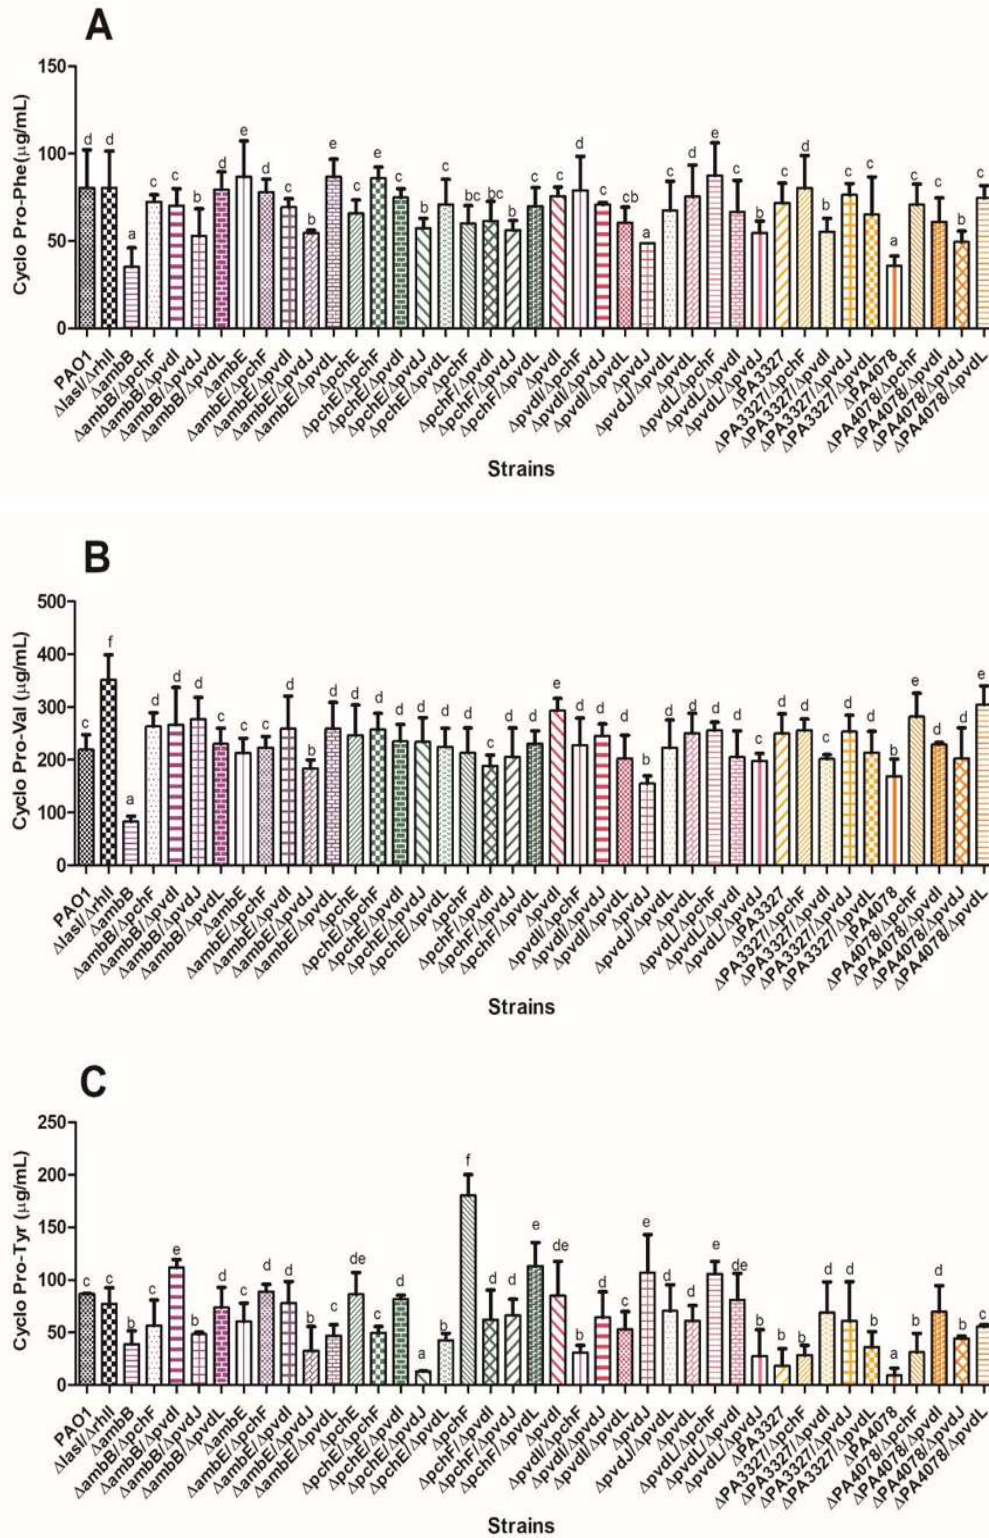 A
Cyclo Pro-Phe(µg/mL)
150
100
50
0
d d a c c b d e d c b e c e c b c bc bc b c c d c cb a c d e c b c d b c c a c c b c
PAO1
ΔlasI/ΔrhlI
ΔambB
ΔambB/ΔpchF
ΔambB/ΔpvdI
ΔambB/ΔpvdJ
ΔambB/ΔpvdL
ΔambE
ΔambE/ΔpchF
ΔambE/ΔpvdI
ΔambE/ΔpvdJ
ΔambE/ΔpvdL
ΔpchE
ΔpchE/ΔpchF
ΔpchE/ΔpvdI
ΔpchE/ΔpvdJ
ΔpchE/ΔpvdL
ΔpchF
ΔpchF/ΔpvdI
ΔpchF/ΔpvdJ
ΔpchF/ΔpvdL
ΔpvdI
ΔpvdI/ΔpchF
ΔpvdI/ΔpvdJ
ΔpvdI/ΔpvdL
ΔpvdJ
ΔpvdJ/ΔpvdL
ΔpvdL
ΔpvdL/ΔpchF
ΔpvdL/ΔpvdI
ΔpvdL/ΔpvdJ
ΔPA3327
ΔPA3327/ΔpchF
ΔPA3327/ΔpvdI
ΔPA3327/ΔpvdJ
ΔPA3327/ΔpvdL
ΔPA4078
ΔPA4078/ΔpchF
ΔPA4078/ΔpvdI
ΔPA4078/ΔpvdJ
ΔPA4078/ΔpvdL
Strains
B
Cyclo Pro-Val (µg/mL)
500
400
300
200
100
0
c f a d d d c c c d b d d d d d d d c d d e d d d b d d d d c d d c d d b e d d e
PAO1
ΔlasI/ΔrhlI
ΔambB
ΔambB/ΔpchF
ΔambB/ΔpvdI
ΔambB/ΔpvdJ
ΔambB/ΔpvdL
ΔambE
ΔambE/ΔpchF
ΔambE/ΔpvdI
ΔambE/ΔpvdJ
ΔambE/ΔpvdL
ΔpchE
ΔpchE/ΔpchF
ΔpchE/ΔpvdI
ΔpchE/ΔpvdJ
ΔpchE/ΔpvdL
ΔpchF
ΔpchF/ΔpvdI
ΔpchF/ΔpvdJ
ΔpchF/ΔpvdL
ΔpvdI
ΔpvdI/ΔpchF
ΔpvdI/ΔpvdJ
ΔpvdI/ΔpvdL
ΔpvdJ
ΔpvdJ/ΔpvdL
ΔpvdL
ΔpvdL/ΔpchF
ΔpvdL/ΔpvdI
ΔpvdL/ΔpvdJ
ΔPA3327
ΔPA3327/ΔpchF
ΔPA3327/ΔpvdI
ΔPA3327/ΔpvdJ
ΔPA3327/ΔpvdL
ΔPA4078
ΔPA4078/ΔpchF
ΔPA4078/ΔpvdI
ΔPA4078/ΔpvdJ
ΔPA4078/ΔpvdL
Strains
C
Cyclo Pro-Tyr (µg/mL)
250
200
150
100
50
0
c c b c e b d c d d b c de c d a b f d d e de b d c e d d e de b b b d d b a b d b c
PAO1
ΔlasI/ΔrhlI
ΔambB
ΔambB/ΔpchF
ΔambB/ΔpvdI
ΔambB/ΔpvdJ
ΔambB/ΔpvdL
ΔambE
ΔambE/ΔpchF
ΔambE/ΔpvdI
ΔambE/ΔpvdJ
ΔambE/ΔpvdL
ΔpchE
ΔpchE/ΔpchF
ΔpchE/ΔpvdI
ΔpchE/ΔpvdJ
ΔpchE/ΔpvdL
ΔpchF
ΔpchF/ΔpvdI
ΔpchF/ΔpvdJ
ΔpchF/ΔpvdL
ΔpvdI
ΔpvdI/ΔpchF
ΔpvdI/ΔpvdJ
ΔpvdI/ΔpvdL
ΔpvdJ
ΔpvdJ/ΔpvdL
ΔpvdL
ΔpvdL/ΔpchF
ΔpvdL/ΔpvdI
ΔpvdL/ΔpvdJ
ΔPA3327
ΔPA3327/ΔpchF
ΔPA3327/ΔpvdI
ΔPA3327/ΔpvdJ
ΔPA3327/ΔpvdL
ΔPA4078
ΔPA4078/ΔpchF
ΔPA4078/ΔpvdI
ΔPA4078/ΔpvdJ
ΔPA4078/ΔpvdL
Strains